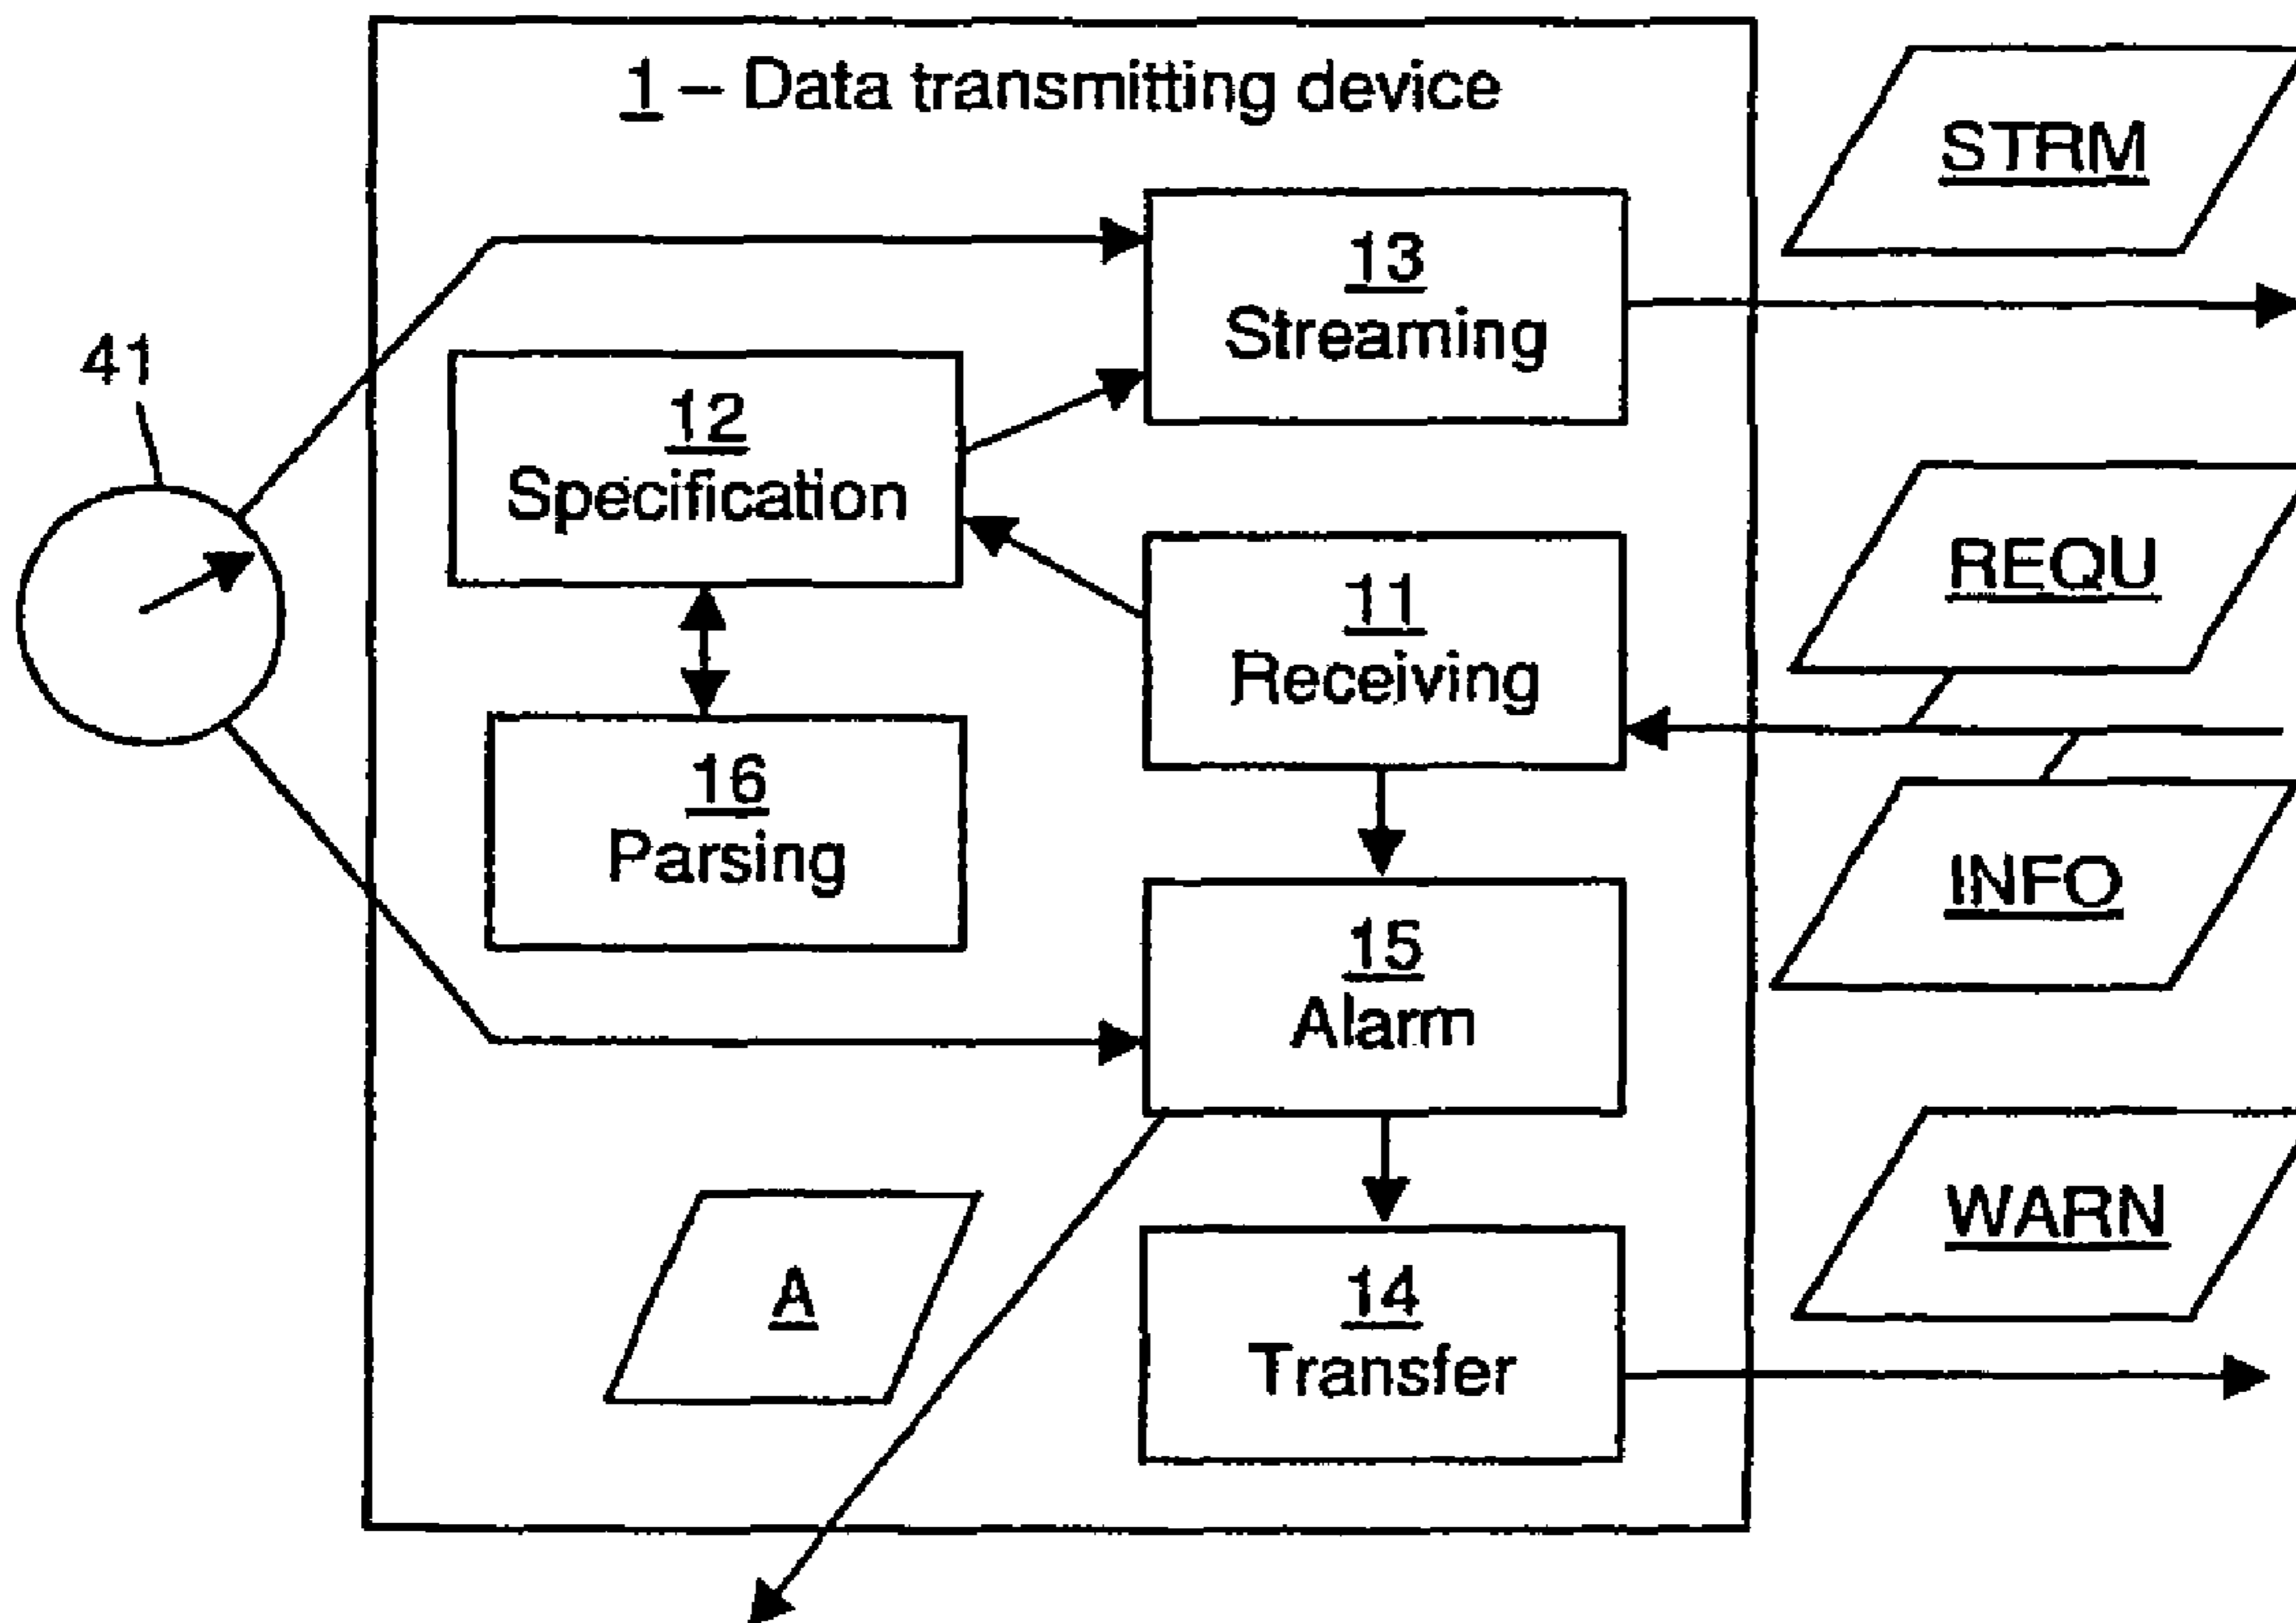 1 – Data transmitting device
STRM
13
Streaming
41
12
Specification
REQU
11
Receiving
16
Parsing
INFO
15
Alarm
WARN
A
14
Transfer